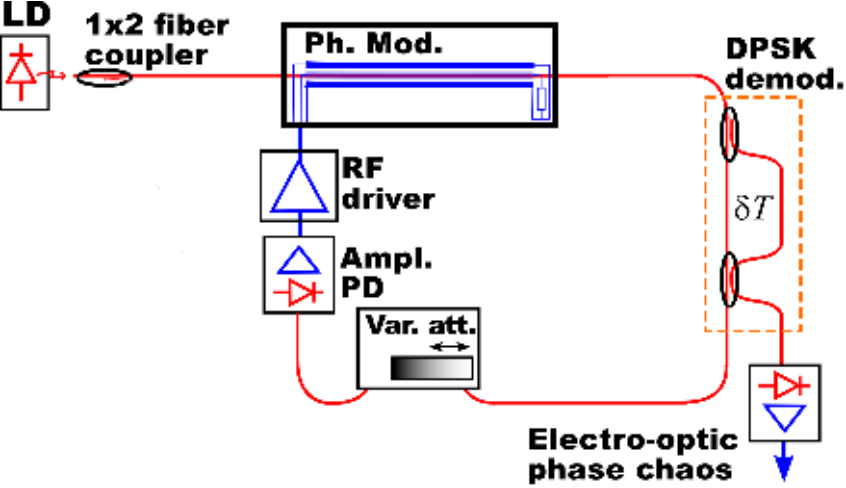 LD
1x2 fiber
coupler
Ph. Mod.
DPSK
demod.
RF
driver
δT
Ampl.
PD
Var. att.
Electro-optic
phase chaos